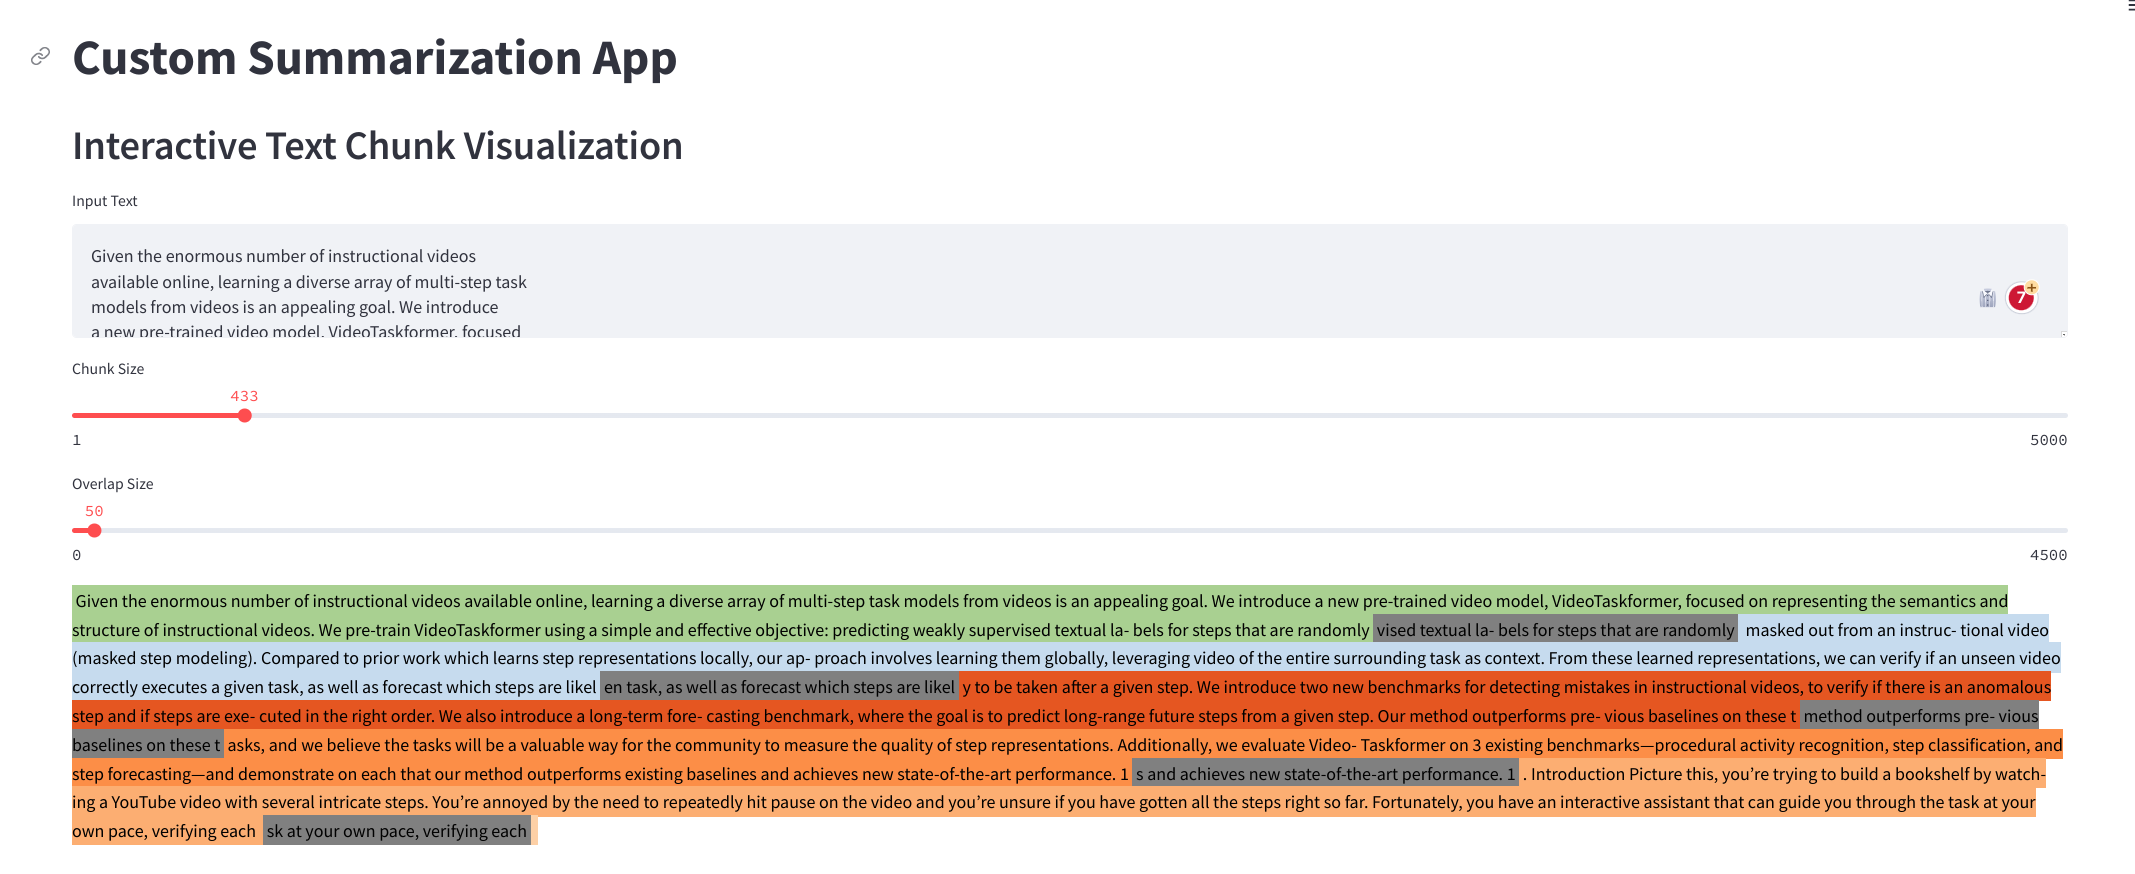 Custom Summarization App
Interactive Text Chunk Visualization
Input Text
Given the enormous number of instructional videos
available online, learning a diverse array of multi-step task
models from videos is an appealing goal. We introduce
a new pre-trained video model, VideoTaskformer, focused
7
Chunk Size
433
1
5000
Overlap Size
50
0
4500
Given the enormous number of instructional videos available online, learning a diverse array of multi-step task models from videos is an appealing goal. We introduce a new pre-trained video model, VideoTaskformer, focused on representing the semantics and
structure of instructional videos. We pre-train VideoTaskformer using a simple and effective objective: predicting weakly supervised textual la- bels for steps that are randomly vised textual la- bels for steps that are randomly masked out from an instruc- tional video
(masked step modeling). Compared to prior work which learns step representations locally, our ap- proach involves learning them globally, leveraging video of the entire surrounding task as context. From these learned representations, we can verify if an unseen video
correctly executes a given task, as well as forecast which steps are likel en task, as well as forecast which steps are likel y to be taken after a given step. We introduce two new benchmarks for detecting mistakes in instructional videos, to verify if there is an anomalous
step and if steps are exe- cuted in the right order. We also introduce a long-term fore- casting benchmark, where the goal is to predict long-range future steps from a given step. Our method outperforms pre- vious baselines on these t method outperforms pre- vious
baselines on these t asks, and we believe the tasks will be a valuable way for the community to measure the quality of step representations. Additionally, we evaluate Video- Taskformer on 3 existing benchmarks—procedural activity recognition, step classification, and
step forecasting—and demonstrate on each that our method outperforms existing baselines and achieves new state-of-the-art performance. 1 s and achieves new state-of-the-art performance. 1 . Introduction Picture this, you’re trying to build a bookshelf by watch-
ing a YouTube video with several intricate steps. You’re annoyed by the need to repeatedly hit pause on the video and you’re unsure if you have gotten all the steps right so far. Fortunately, you have an interactive assistant that can guide you through the task at your
own pace, verifying each sk at your own pace, verifying each